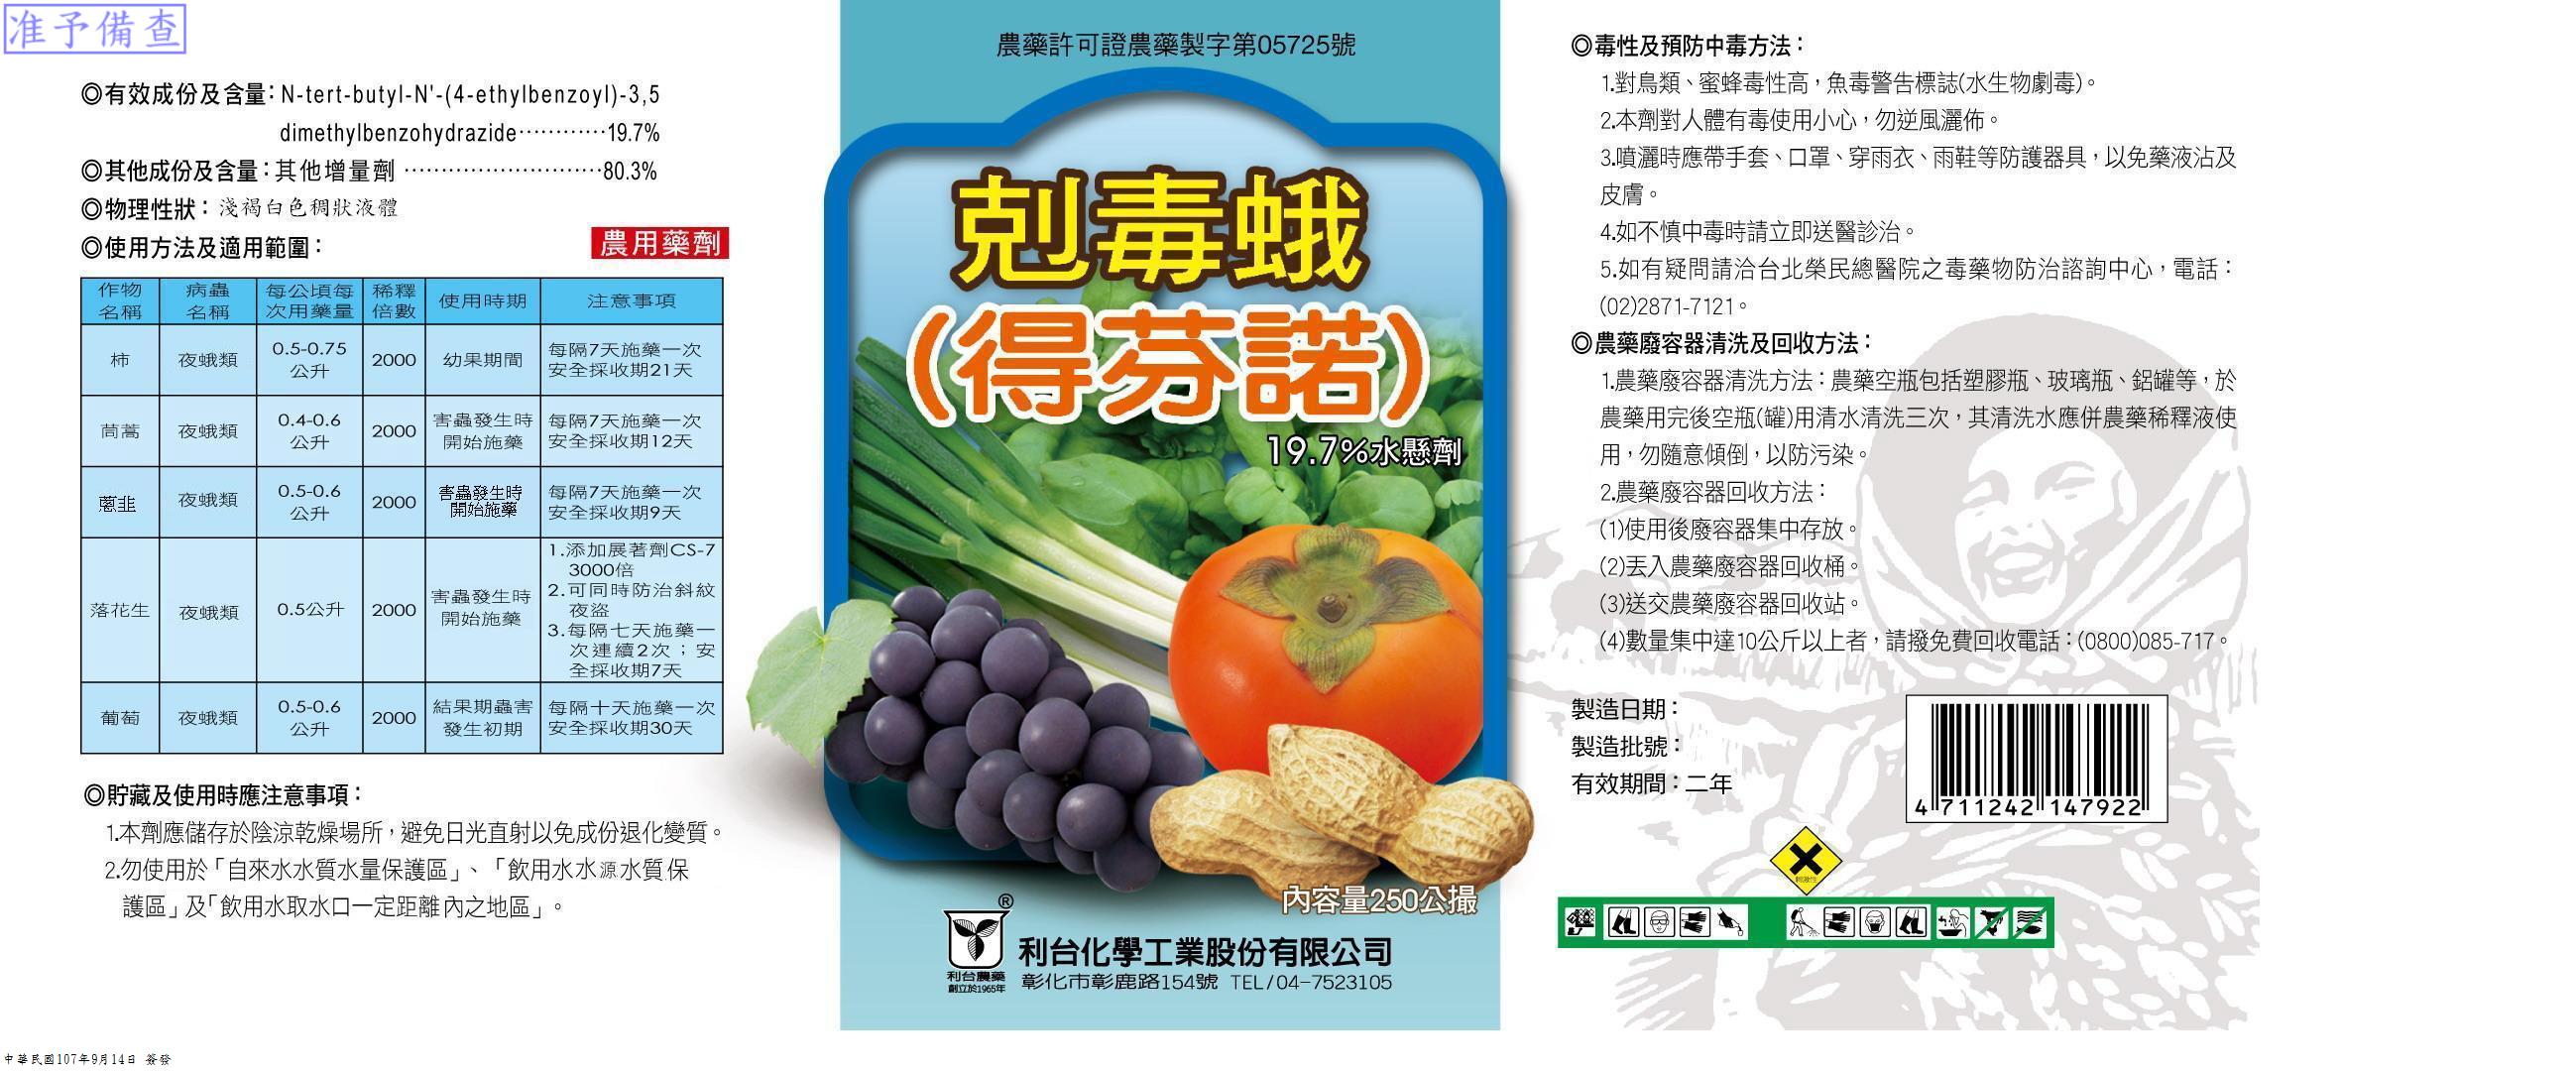 准予備查
◎有效成份及含量：N-tert-butyl-N'-(4-ethylbenzoyl)-3,5
dimethylbenzohydrazide…………19.7%
◎其他成份及含量：其他增量劑 ………………………80.3%
◎物理性狀：淺褐白色稠狀液體
◎使用方法及適用範圍：
農用藥劑
作物名稱 病蟲名稱 每公頃每次用藥量 稀釋倍數 使用時期 注意事項
柿 夜蛾類 0.5-0.75公升 2000 幼果期間 每隔7天施藥一次 安全採收期21天
茼蒿 夜蛾類 0.4-0.6公升 2000 害蟲發生時開始施藥 每隔7天施藥一次 安全採收期12天
蔥韭 夜蛾類 0.5-0.6公升 2000 害蟲發生時開始施藥 每隔7天施藥一次 安全採收期9天
落花生 夜蛾類 0.5公升 2000 害蟲發生時開始施藥 1.添加展著劑CS-7 3000倍 2.可同時防治斜紋夜盜 3.每隔七天施藥一次連續2次；安全採收期7天
葡萄 夜蛾類 0.5-0.6公升 2000 結果期蟲害發生初期 每隔十天施藥一次 安全採收期30天
◎貯藏及使用時應注意事項：
1.本劑應儲存於陰涼乾燥場所，避免日光直射以免成份退化變質。
2.勿使用於「自來水水質水量保護區」、「飲用水水源水質保
護區」及「飲用水取水口一定距離內之地區」。
中華民國107年9月14日 簽發
農藥許可證農藥製字第05725號
剋毒蛾
(得芬諾)
19.7%水懸劑
內容量250公撮
®
利台農藥
創立於1965年
利台化學工業股份有限公司
彰化市彰鹿路154號 TEL/04-7523105
◎毒性及預防中毒方法：
1.對鳥類、蜜蜂毒性高，魚毒警告標誌(水生物劇毒)。
2.本劑對人體有毒使用小心，勿逆風灑佈。
3.噴灑時應帶手套、口罩、穿雨衣、雨鞋等防護器具，以免藥液沾及
皮膚。
4.如不慎中毒時請立即送醫診治。
5.如有疑問請洽台北榮民總醫院之毒藥物防治諮詢中心，電話：
(02)2871-7121。
◎農藥廢容器清洗及回收方法：
1.農藥廢容器清洗方法：農藥空瓶包括塑膠瓶、玻璃瓶、鋁罐等，於
農藥用完後空瓶(罐)用清水清洗三次，其清洗水應併農藥稀釋液使
用，勿隨意傾倒，以防污染。
2.農藥廢容器回收方法：
(1)使用後廢容器集中存放。
(2)丟入農藥廢容器回收桶。
(3)送交農藥廢容器回收站。
(4)數量集中達10公斤以上者，請撥免費回收電話：(0800)085-717。
製造日期：
製造批號：
有效期間：二年
4 711242 147922